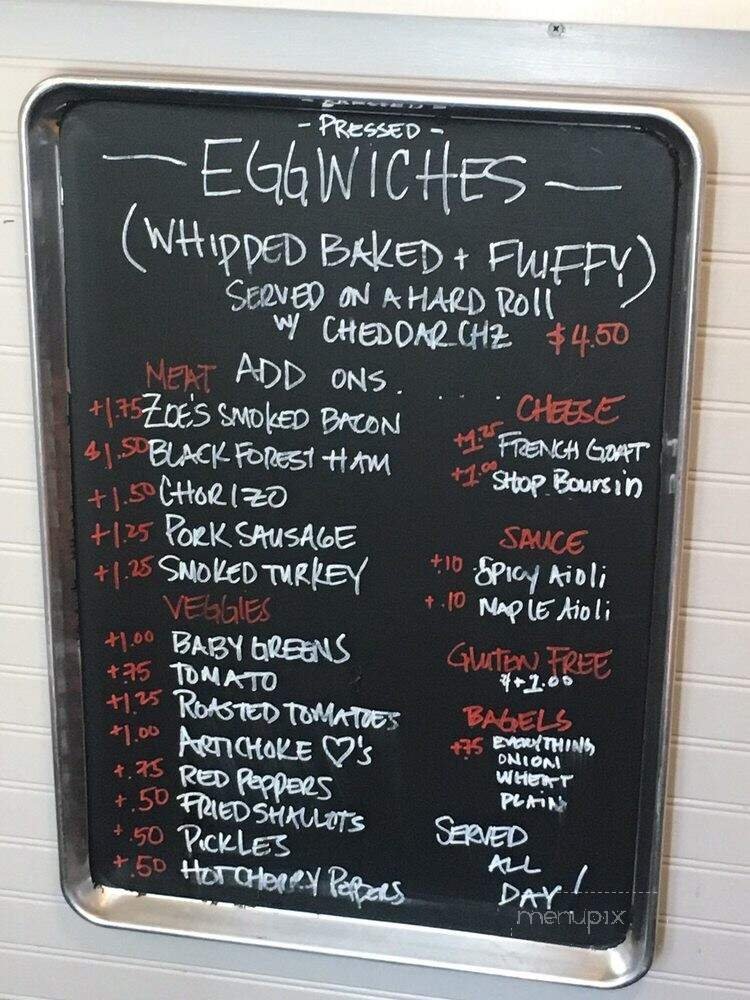 - PRESSED -
- EGGWICHES -
(WHIPPED BAKED + FLUFFY)
SERVED ON A HARD ROll
W/ CHEDDAR CHZ $4.50
MEAT ADD ONS. . . . .
+1.75 ZOE'S SMOKED BACON
$1.50 BLACK FOREST HAM
+1.50 CHORIZO
+1.25 PORK SAUSAGE
+1.25 SMOKED TURKEY
VEGGIES
+1.00 BABY GREENS
+.75 TOMATO
+1.25 ROASTED TOMATOES
+1.00 ARTICHOKE ♡'s
+.75 RED PEPPERS
+.50 FRIED SHALLOTS
+.50 PICKLES
+.50 HOT CHERRY PEPPERS
CHEESE
+1.25 FRENCH GOAT
+1.00 SHOP BOURSiN
SAUCE
+10 SPICY AiOli
+.10 MAPLE AiOli
GLUTEN FREE
$+2.00
BAGELS
+75 EVERYTHING
ONION
WHEAT
PLAIN
SERVED
ALL
DAY!
menupix